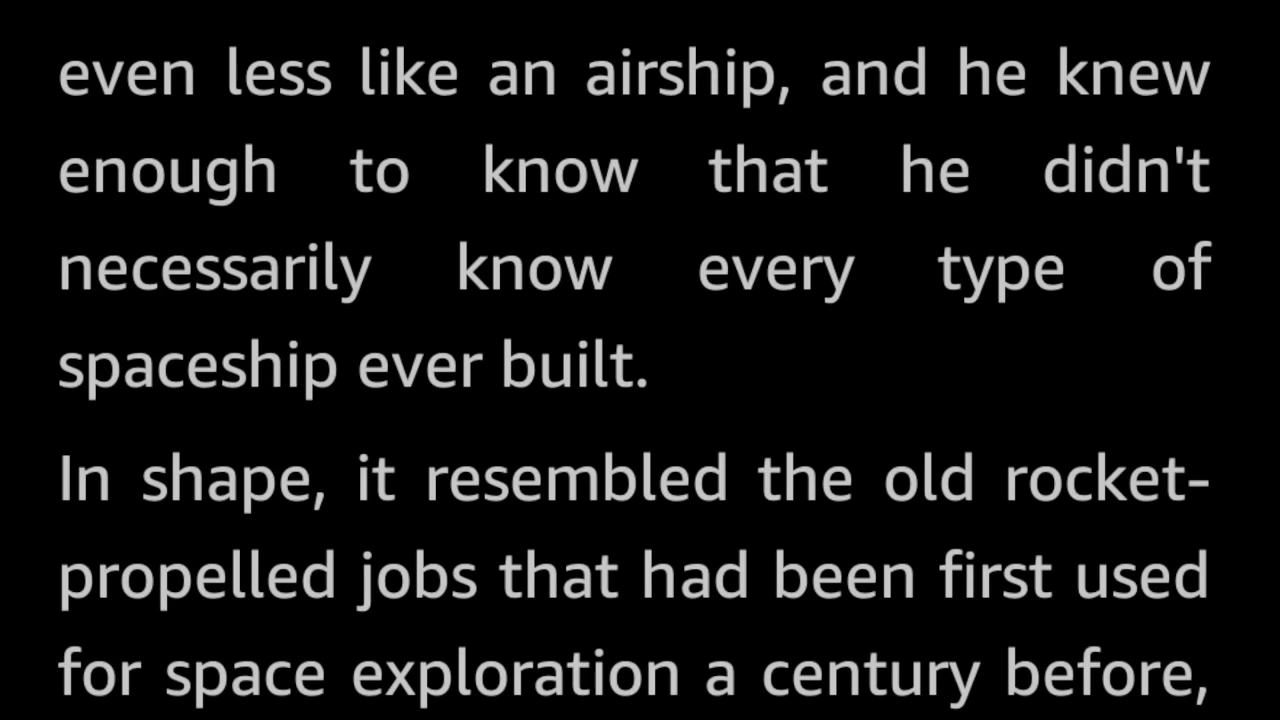 even less like an airship, and he knew
enough to know that he didn't
necessarily know every type of
spaceship ever built.
In shape, it resembled the old rocket-
propelled jobs that had been first used
for space exploration a century before,